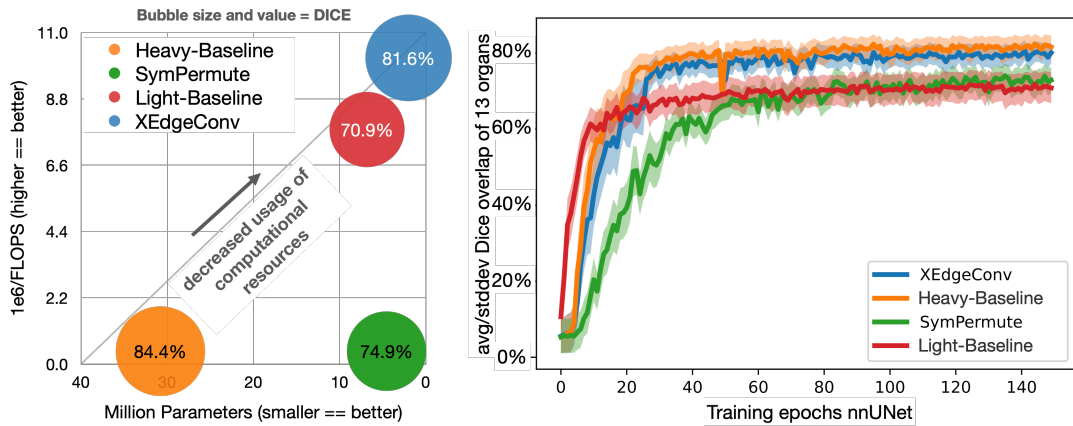 Bubble size and value = DICE
11.0
8.8
6.6
4.4
2.2
0.0
1e6/FLOPS (higher == better)
Heavy-Baseline
SymPermute
Light-Baseline
XEdgeConv
81.6%
70.9%
decreased usage of
computational
resources
84.4%
74.9%
40
30
20
10
0
Million Parameters (smaller == better)
avg/stddev Dice overlap of 13 organs
80%
60%
40%
20%
0%
XEdgeConv
Heavy-Baseline
SymPermute
Light-Baseline
0
20
40
60
80
100
120
140
Training epochs nnUNet